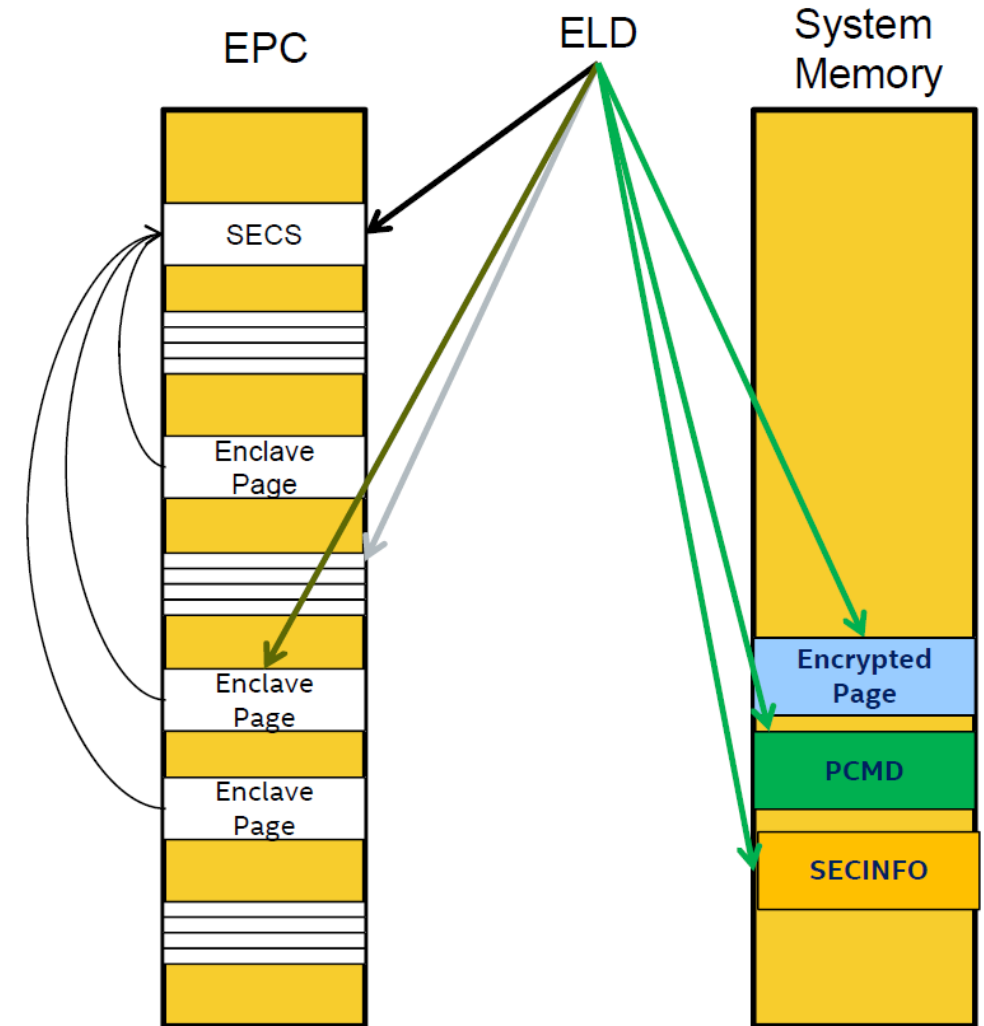 EPC
ELD
System
Memory
SECS
Enclave
Page
Enclave
Page
Enclave
Page
Encrypted
Page
PCMD
SECINFO